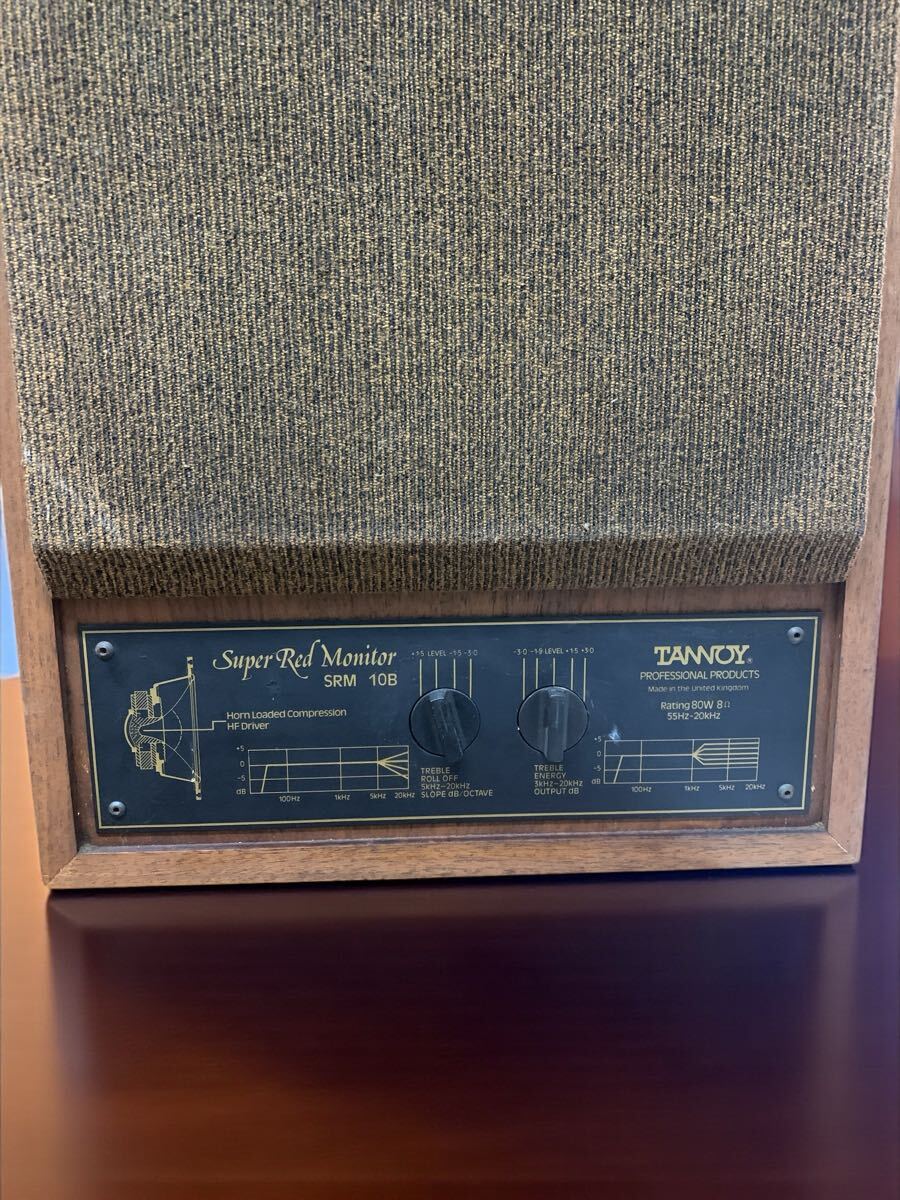 Super Red Monitor
SRM 10B
Horn Loaded Compression
HF Driver
+5
0
-5
dB
100Hz 1kHz 5kHz 20kHz
+1·5 LEVEL -1·5 -3·0
TREBLE
ROLL OFF
5kHz-20kHz
SLOPE dB/OCTAVE
-3·0 -1·9 LEVEL +1·5 +3·0
TREBLE
ENERGY
3kHz-20kHz
OUTPUT dB
TANNOY®
PROFESSIONAL PRODUCTS
Made in the United Kingdom
Rating 80W 8Ω
55Hz-20kHz
+5
0
-5
dB
100Hz 1kHz 5kHz 20kHz